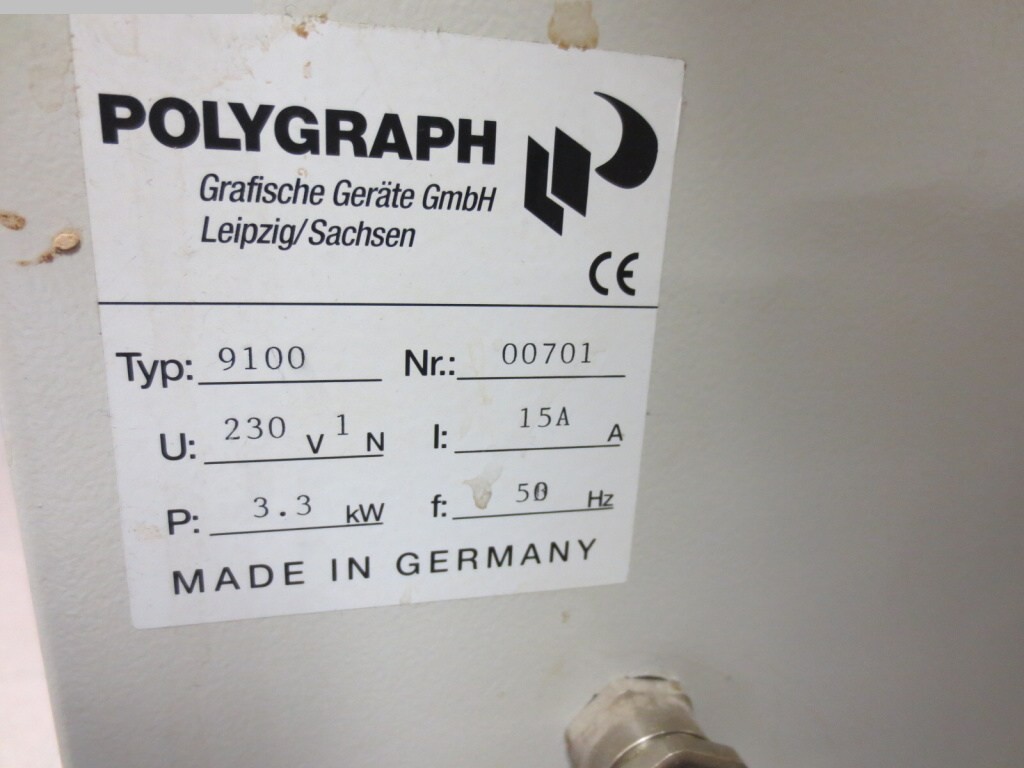 POLYGRAPH
Grafische Geräte GmbH
Leipzig/Sachsen
CE
Typ: 9100 Nr.: 00701
U: 230 V 1 N I: 15A A
P: 3.3 kW f: 50 Hz
MADE IN GERMANY